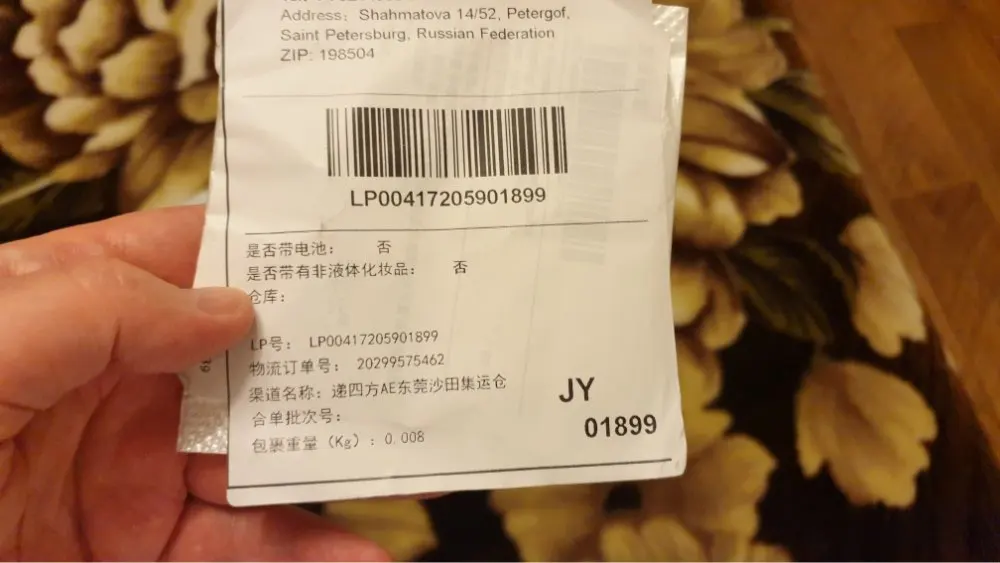 Address: Shahmatova 14/52, Petergof,
Saint Petersburg, Russian Federation
ZIP: 198504
LP00417205901899
是否带电池： 否
是否带有非液体化妆品： 否
仓库：
LP号： LP00417205901899
物流订单号： 20299575462
渠道名称：递四方AE东莞沙田集运仓
合单批次号：
包裹重量（Kg）：0.008
JY
01899